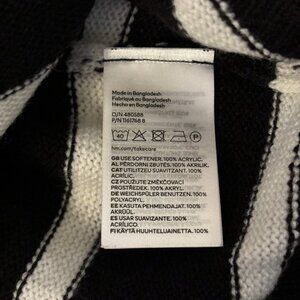 Made in Bangladesh
Fabriqué au Bangladesh
Hecho en Bangladesh
O/N 480588
P/N 1161768 8
40
P
hm.com/takecare
GB USE SOFTENER. 100% ACRYLIC.
AL PËRDORNI ZBUTËS. 100% AKRILIK.
CAT UTILITZEU SUAVITZANT. 100%
ACRÍLIC.
CZ POUŽIJTE ZMĚKČOVACÍ
PROSTŘEDEK. 100% AKRYL.
DE WEICHSPÜLER BENUTZEN. 100%
POLYACRYL.
EE KASUTA PEHMENDAJAT. 100%
AKRÜÜL.
ES USAR SUAVIZANTE. 100%
ACRÍLICO.
FI KÄYTÄ HUUHTELUAINETTA. 100%